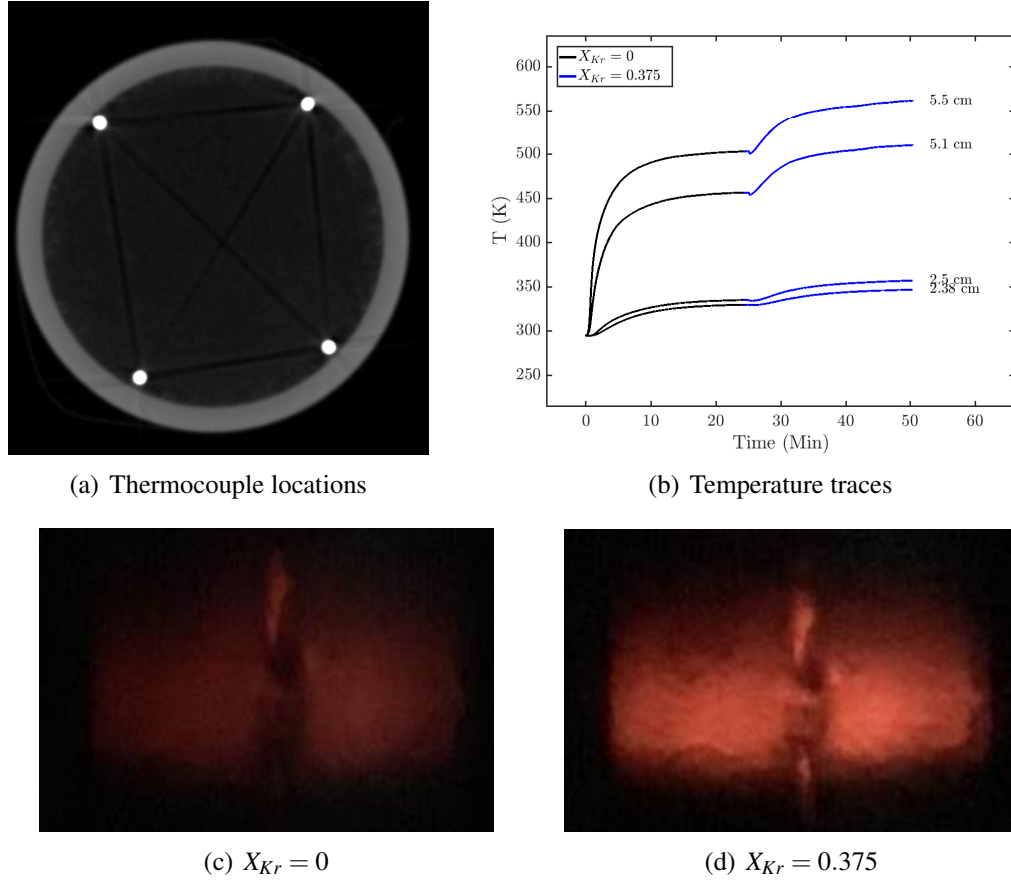 (a) Thermocouple locations
X_Kr = 0
X_Kr = 0.375
600
550
500
450
400
350
300
250
T (K)
5.5 cm
5.1 cm
2.5 cm
2.38 cm
0 10 20 30 40 50 60
Time (Min)
(b) Temperature traces
(c) X_Kr = 0
(d) X_Kr = 0.375